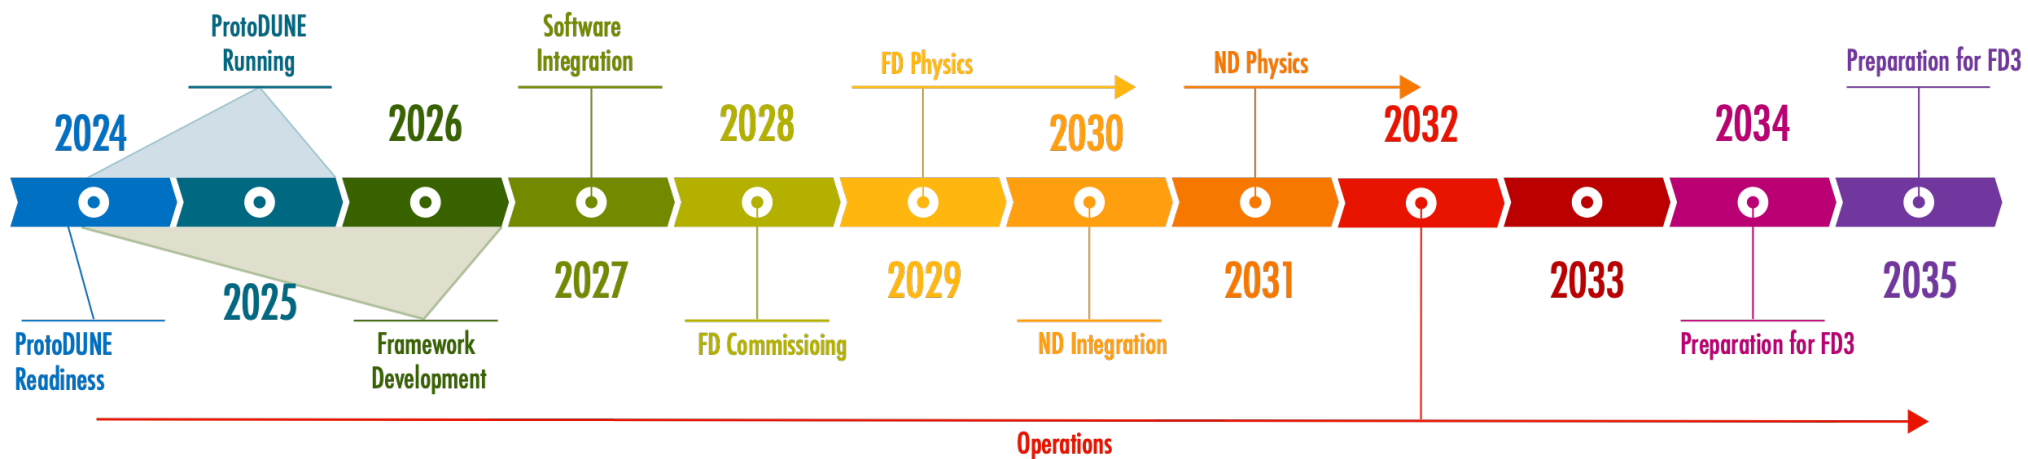 ProtoDUNE
Running
Software
Integration
FD Physics
ND Physics
Preparation for FD3
2024
2026
2028
2030
2032
2034
2025
2027
2029
2031
2033
2035
ProtoDUNE
Readiness
Framework
Development
FD Commissioing
ND Integration
Preparation for FD3
Operations